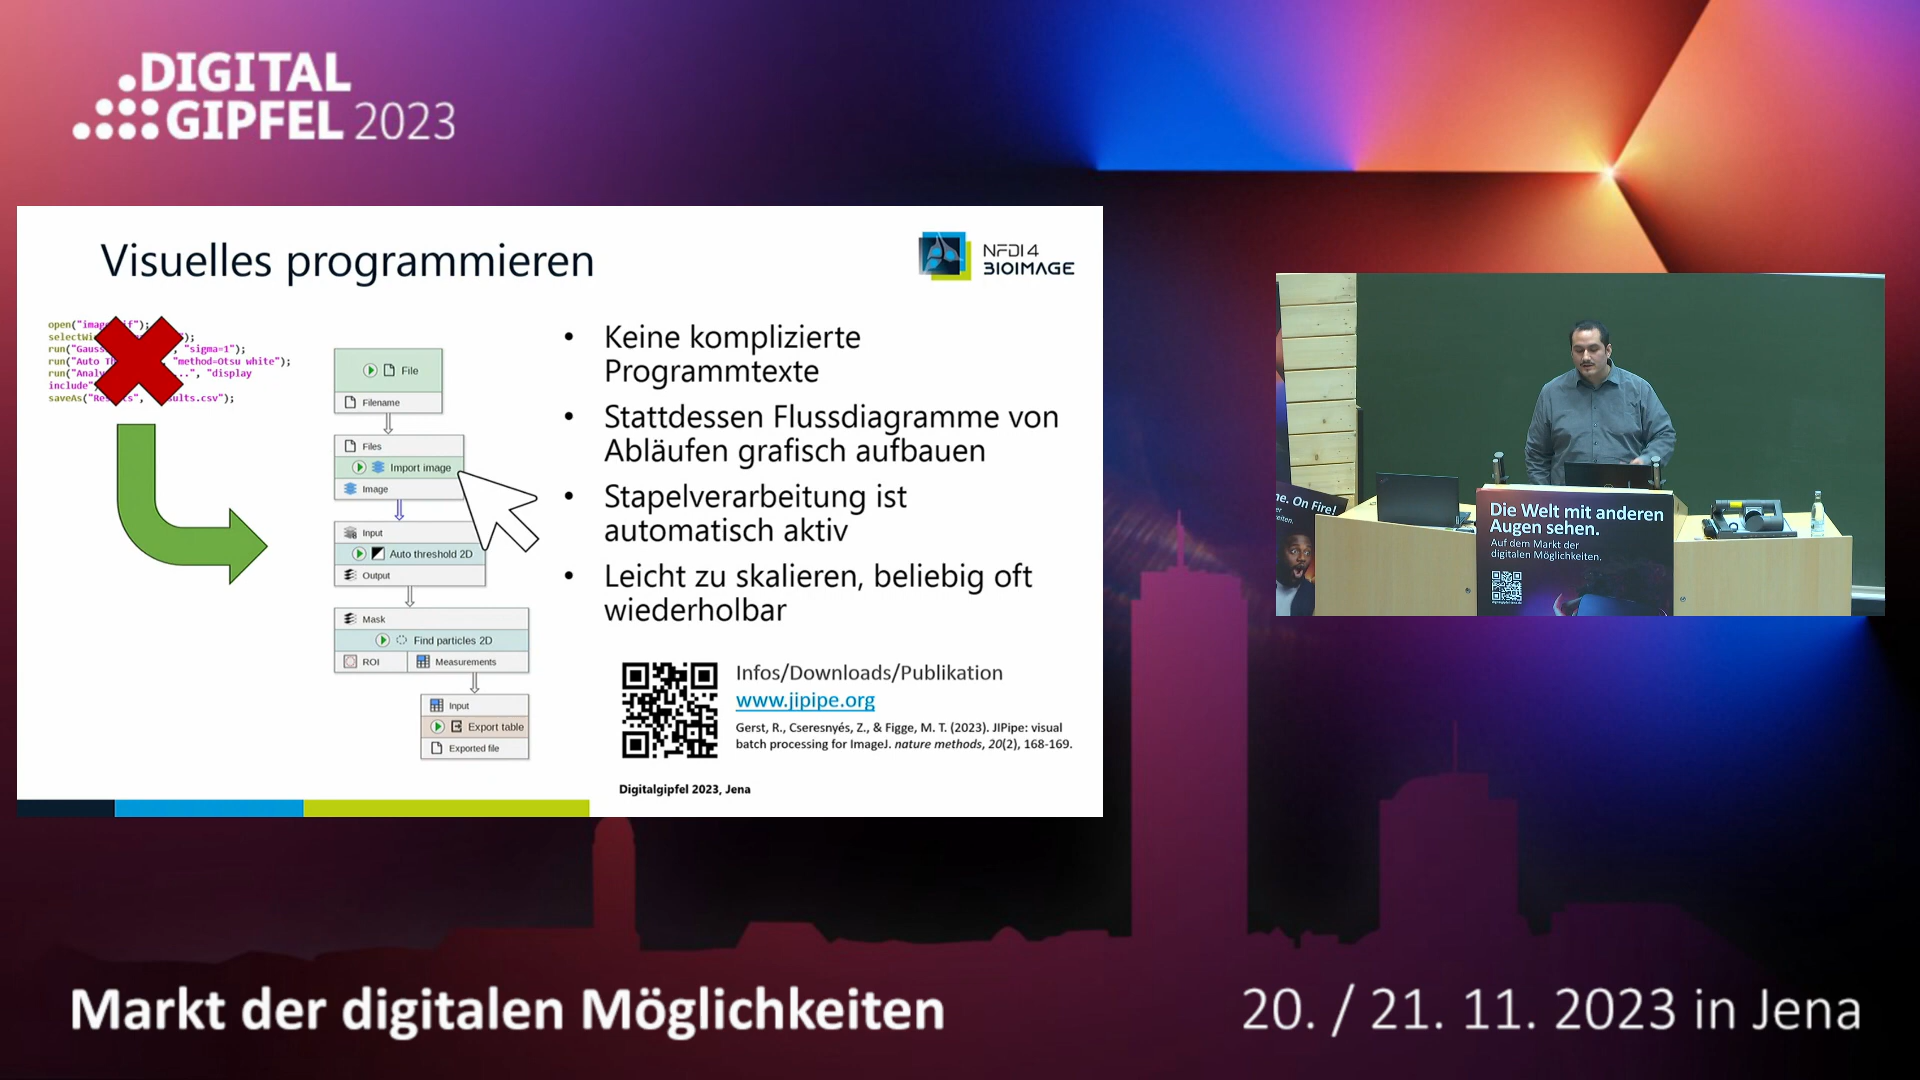 DIGITAL
GIPFEL 2023
Visuelles programmieren
NFDI4
BIOIMAGE
open("
selectWi
run("Gauss , "sigma=1");
run("Auto , "method=Otsu white");
run("Analy ..", "display
include"
saveAs("Re ", sults.csv");
File
Filename
Files
Import image
Image
Input
Auto threshold 2D
Output
Mask
Find particles 2D
ROI Measurements
Input
Export table
Exported file
• Keine komplizierte
Programmtexte
• Stattdessen Flussdiagramme von
Abläufen grafisch aufbauen
• Stapelverarbeitung ist
automatisch aktiv
• Leicht zu skalieren, beliebig oft
wiederholbar
Infos/Downloads/Publikation
www.jipipe.org
Gerst, R., Cseresnyés, Z., & Figge, M. T. (2023). JIPipe: visual
batch processing for ImageJ. nature methods, 20(2), 168-169.
Digitalgipfel 2023, Jena
On Fire!
Die Welt mit anderen
Augen sehen.
Auf dem Markt der
digitalen Möglichkeiten.
Markt der digitalen Möglichkeiten
20. / 21. 11. 2023 in Jena